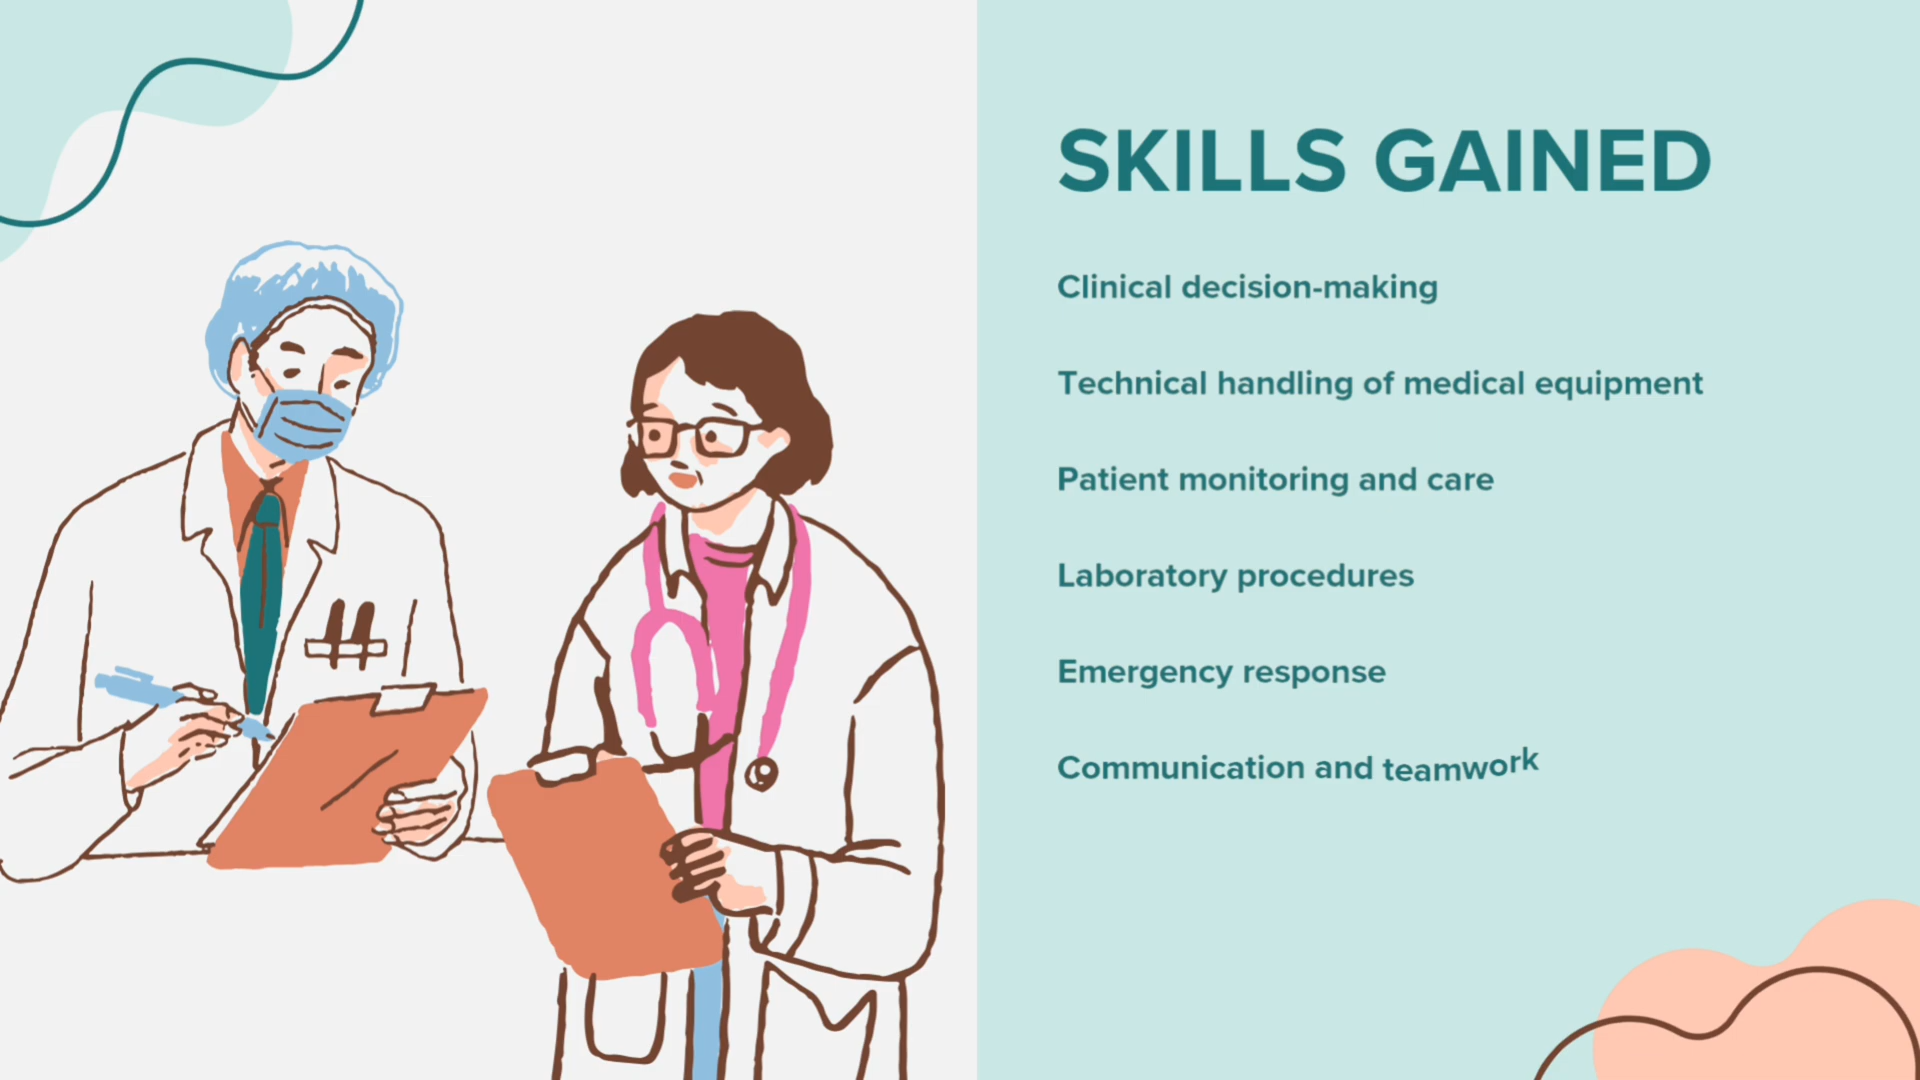 SKILLS GAINED
Clinical decision-making
Technical handling of medical equipment
Patient monitoring and care
Laboratory procedures
Emergency response
Communication and teamwork